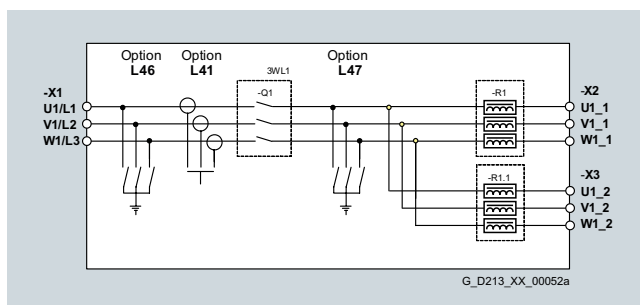 Option Option Option
L46 L41 L47
3WL1
-X1 -Q1 -R1 -X2
U1/L1 U1_1
V1/L2 V1_1
W1/L3 W1_1
-R1.1 -X3
U1_2
V1_2
W1_2
G_D213_XX_00052a